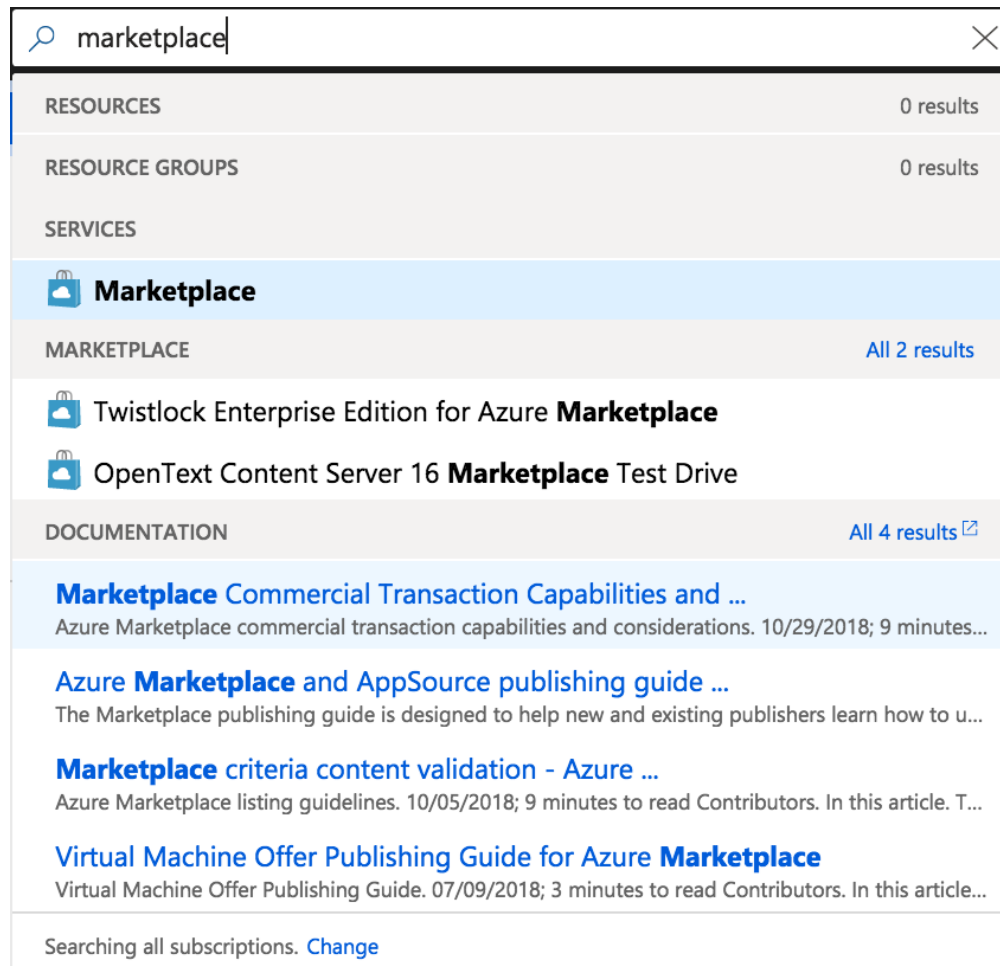 marketplace
RESOURCES 0 results
RESOURCE GROUPS 0 results
SERVICES
Marketplace
MARKETPLACE All 2 results
Twistlock Enterprise Edition for Azure Marketplace
OpenText Content Server 16 Marketplace Test Drive
DOCUMENTATION All 4 results
Marketplace Commercial Transaction Capabilities and ...
Azure Marketplace commercial transaction capabilities and considerations. 10/29/2018; 9 minutes...
Azure Marketplace and AppSource publishing guide ...
The Marketplace publishing guide is designed to help new and existing publishers learn how to u...
Marketplace criteria content validation - Azure ...
Azure Marketplace listing guidelines. 10/05/2018; 9 minutes to read Contributors. In this article. T...
Virtual Machine Offer Publishing Guide for Azure Marketplace
Virtual Machine Offer Publishing Guide. 07/09/2018; 3 minutes to read Contributors. In this article...
Searching all subscriptions. Change